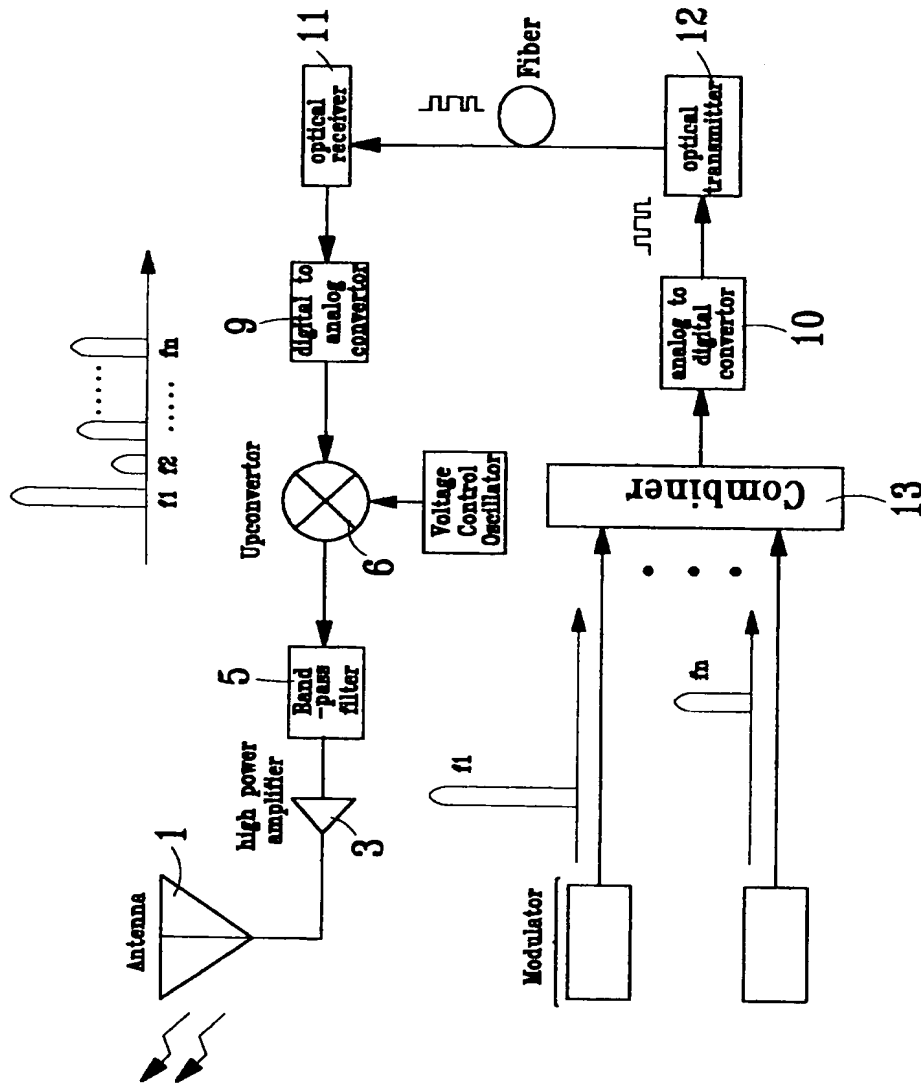 Antenna
1
high power
amplifier
3
5
Band
-pass
filter
Upconvertor
6
Voltage
Control
Oscillator
9
digital to
analog
convertor
optical
receiver
11
f1
f2
.....
fn
......
Fiber
Modulator
f1
fn
Combiner
13
analog to
digital
convertor
10
optical
transmitter
12